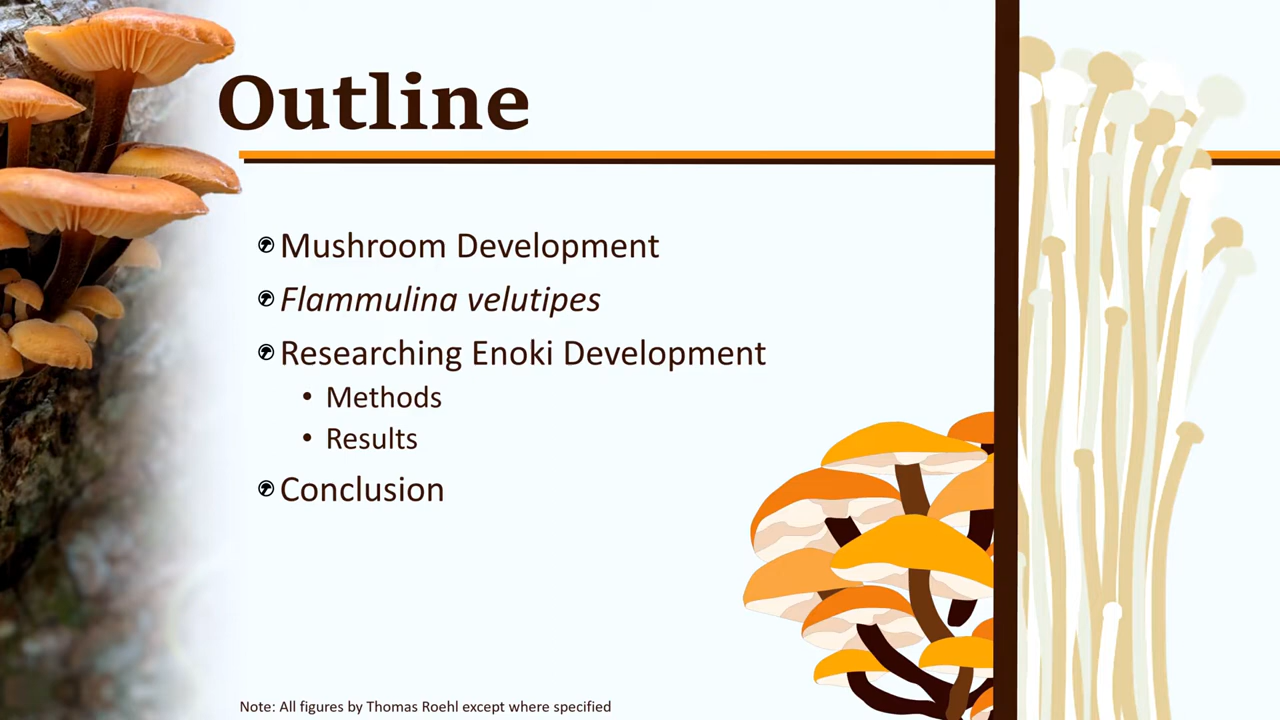 Outline
Mushroom Development
Flammulina velutipes
Researching Enoki Development
• Methods
• Results
Conclusion
Note: All figures by Thomas Roehl except where specified